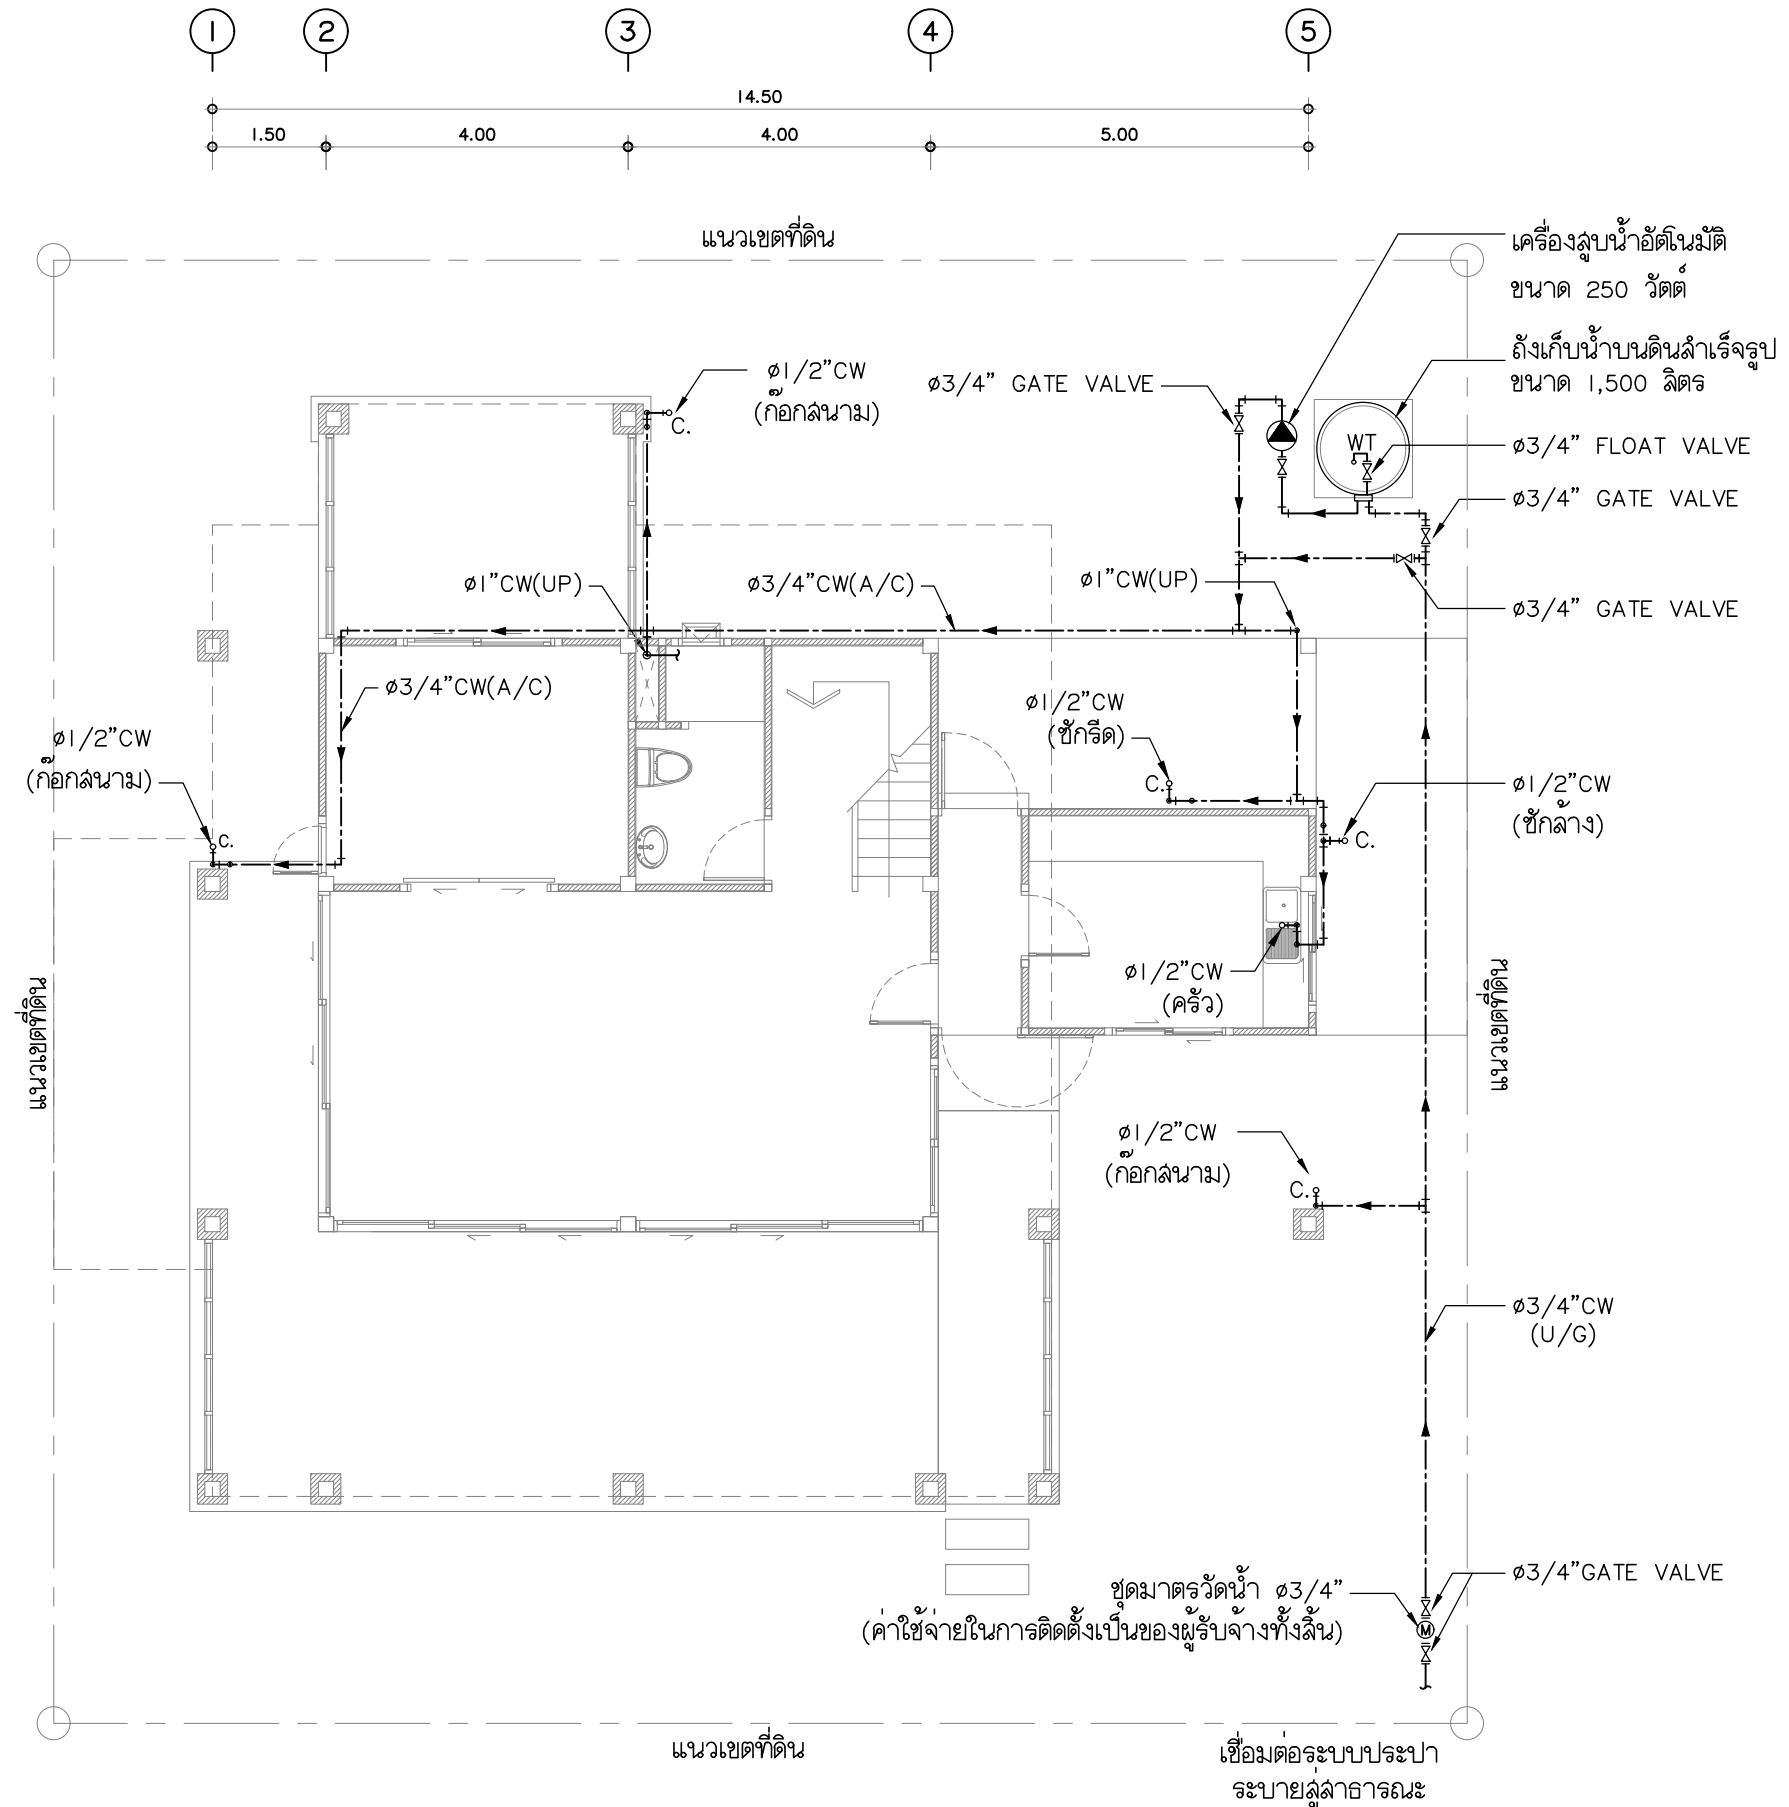 1 2 3 4 5
14.50
1.50 4.00 4.00 5.00
แนวเขตที่ดิน
เครื่องสูบน้ำอัตโนมัติ
ขนาด 250 วัตต์
ถังเก็บน้ำบนดินสำเร็จรูป
ขนาด 1,500 ลิตร
ø1/2"CW
(ก๊อกสนาม)
C.
ø3/4" GATE VALVE
WT
ø3/4" FLOAT VALVE
ø3/4" GATE VALVE
ø3/4" GATE VALVE
ø1"CW(UP)
ø3/4"CW(A/C)
ø1"CW(UP)
ø3/4"CW(A/C)
ø1/2"CW
(ก๊อกสนาม)
C.
ø1/2"CW
(ซักรีด)
C.
ø1/2"CW
(ซักล้าง)
C.
ø1/2"CW
(ครัว)
แนวเขตที่ดิน
แนวเขตที่ดิน
ø1/2"CW
(ก๊อกสนาม)
C.
ø3/4"CW
(U/G)
ø3/4"GATE VALVE
ชุดมาตรวัดน้ำ ø3/4"
(ค่าใช้จ่ายในการติดตั้งเป็นของผู้รับจ้างทั้งสิ้น)
M
แนวเขตที่ดิน
เชื่อมต่อระบบประปา
ระบายสู่สาธารณะ